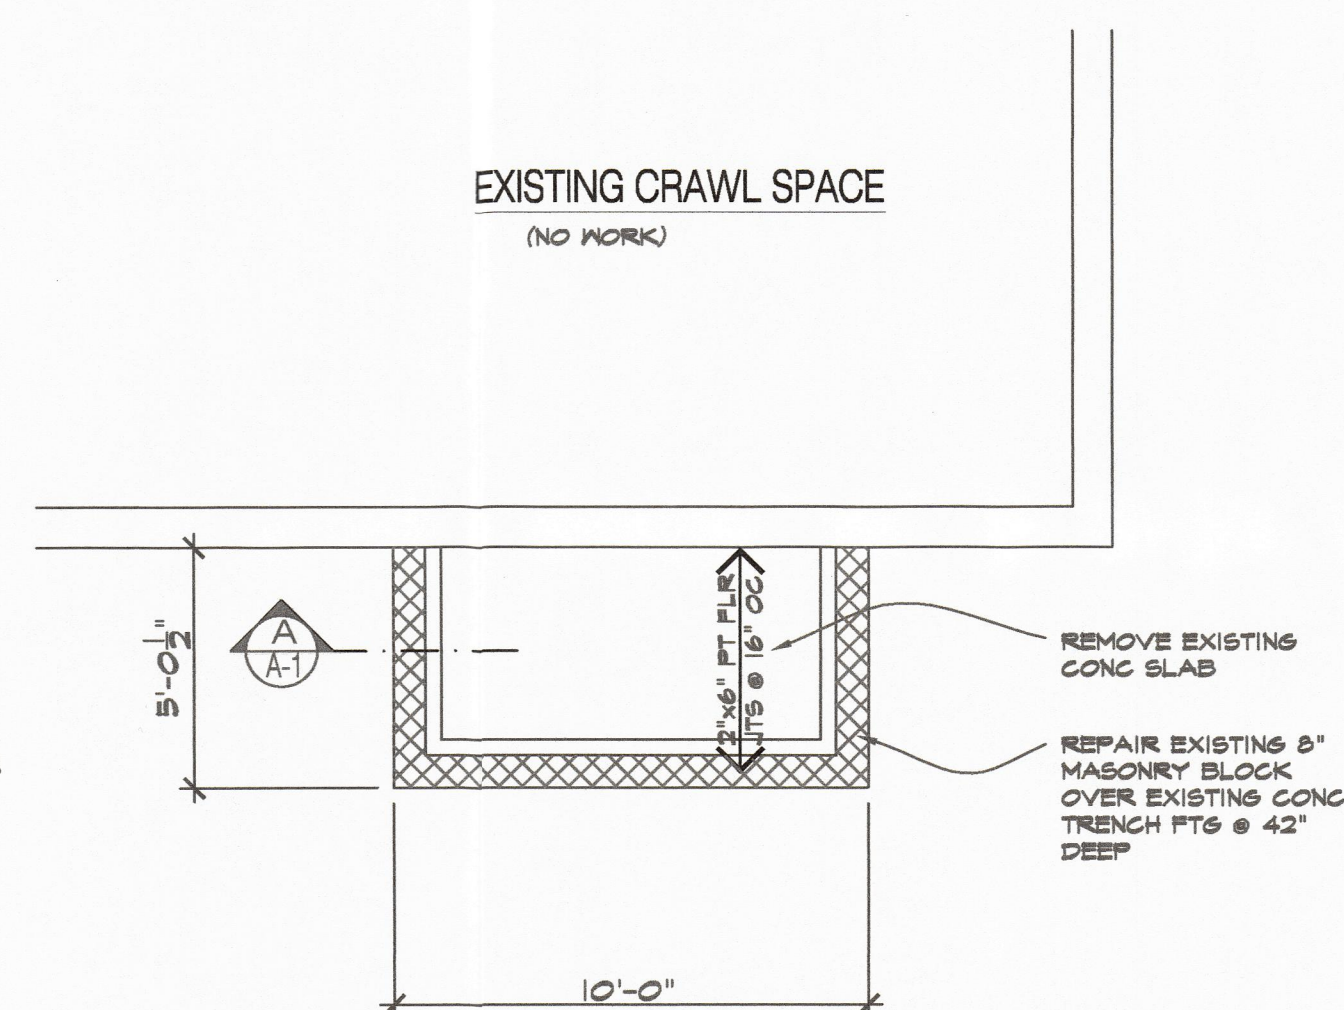 EXISTING CRAWL SPACE
(NO WORK)
5'-0 1/2"
A
A-1
2"x6" PT FLR
JTS @ 16" OC
REMOVE EXISTING
CONC SLAB
REPAIR EXISTING 8"
MASONRY BLOCK
OVER EXISTING CONC
TRENCH FTG @ 42"
DEEP
10'-0"